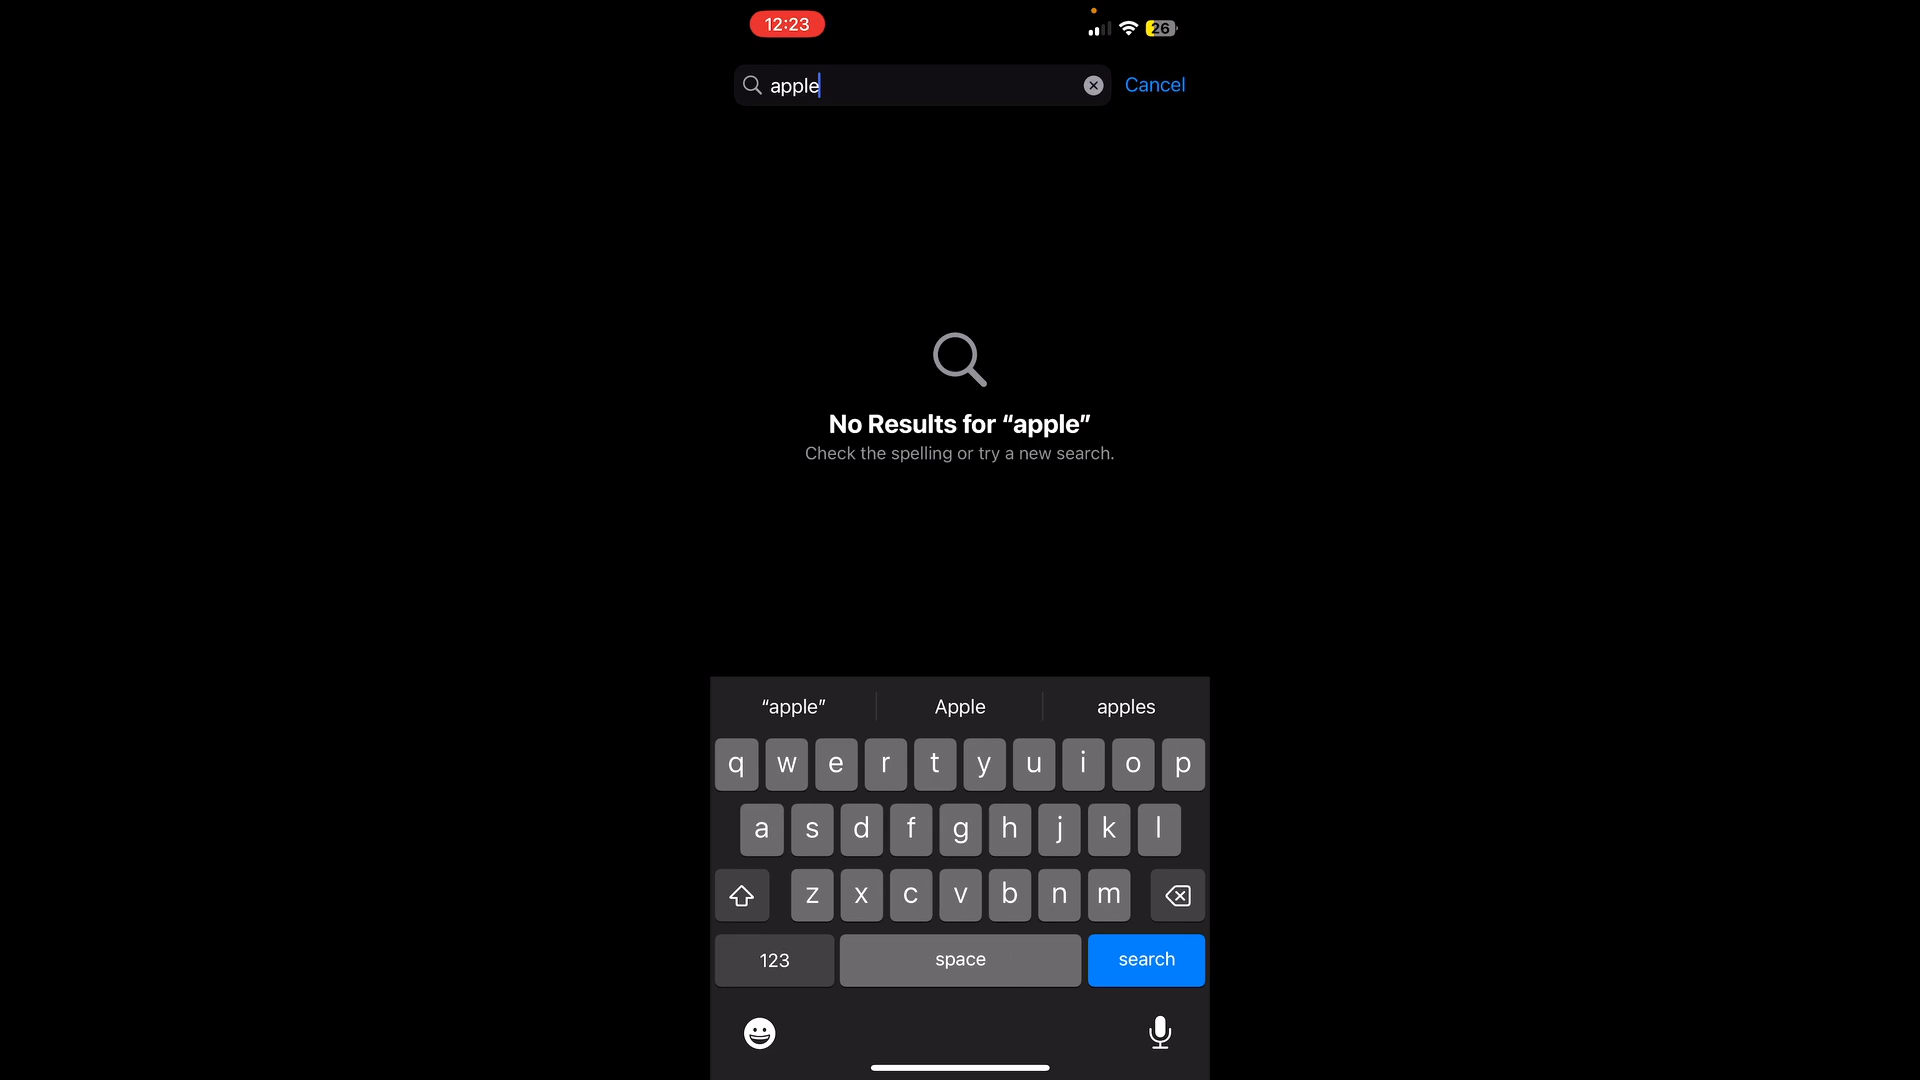 12:23
26
apple
Cancel
No Results for “apple”
Check the spelling or try a new search.
“apple” Apple apples
q w e r t y u i o p
a s d f g h j k l
z x c v b n m
123 space search